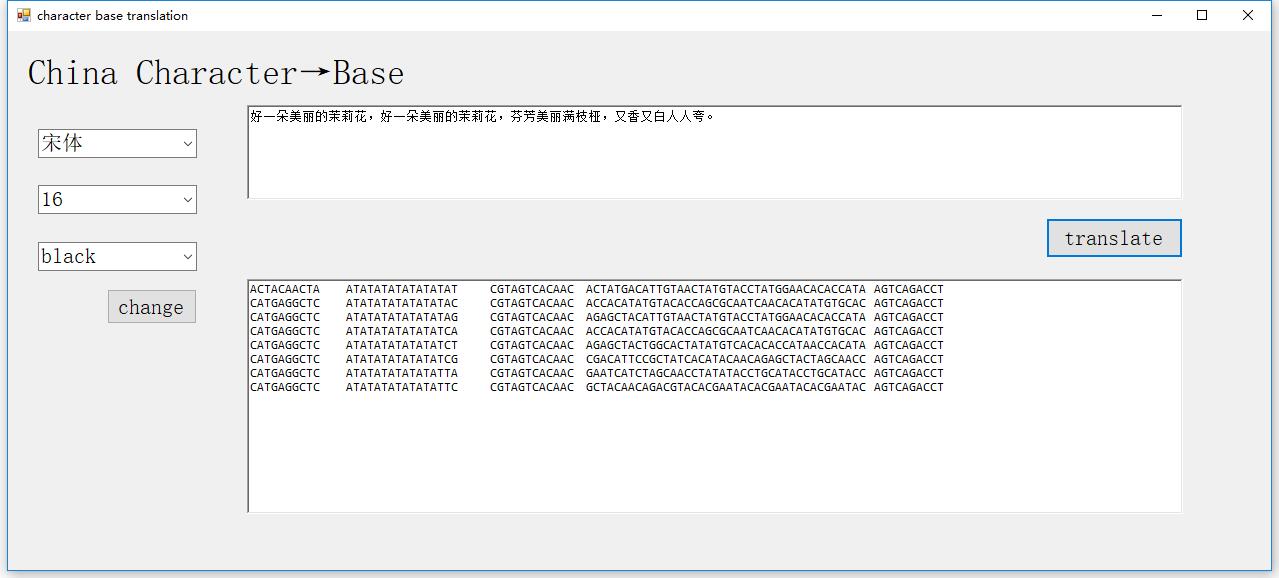 character base translation
China Character→Base
好一朵美丽的茉莉花，好一朵美丽的茉莉花，芬芳美丽满枝桠，又香又白人人夸。
宋体
16
translate
black
change
ACTACAACTA ATATATATATATATAT CGTAGTCACAAC ACTATGACATTGTAACTATGTACCTATGGAACACACCATA AGTCAGACCT
CATGAGGCTC ATATATATATATATAC CGTAGTCACAAC ACCACATATGTACACCAGCGCAATCAACACATATGTGCAC AGTCAGACCT
CATGAGGCTC ATATATATATATATAG CGTAGTCACAAC AGAGCTACATTGTAACTATGTACCTATGGAACACACCATA AGTCAGACCT
CATGAGGCTC ATATATATATATATCA CGTAGTCACAAC ACCACATATGTACACCAGCGCAATCAACACATATGTGCAC AGTCAGACCT
CATGAGGCTC ATATATATATATATCT CGTAGTCACAAC AGAGCTACTGGCACTATATGTCACACACCATAACCACATA AGTCAGACCT
CATGAGGCTC ATATATATATATATCG CGTAGTCACAAC CGACATTCCGCTATCACATACAACAGAGCTACTAGCAACC AGTCAGACCT
CATGAGGCTC ATATATATATATATTA CGTAGTCACAAC GAATCATCTAGCAACCTATATACCTGCATACCTGCATACC AGTCAGACCT
CATGAGGCTC ATATATATATATATTC CGTAGTCACAAC GCTACAACAGACGTACACGAATACACGAATACACGAATAC AGTCAGACCT